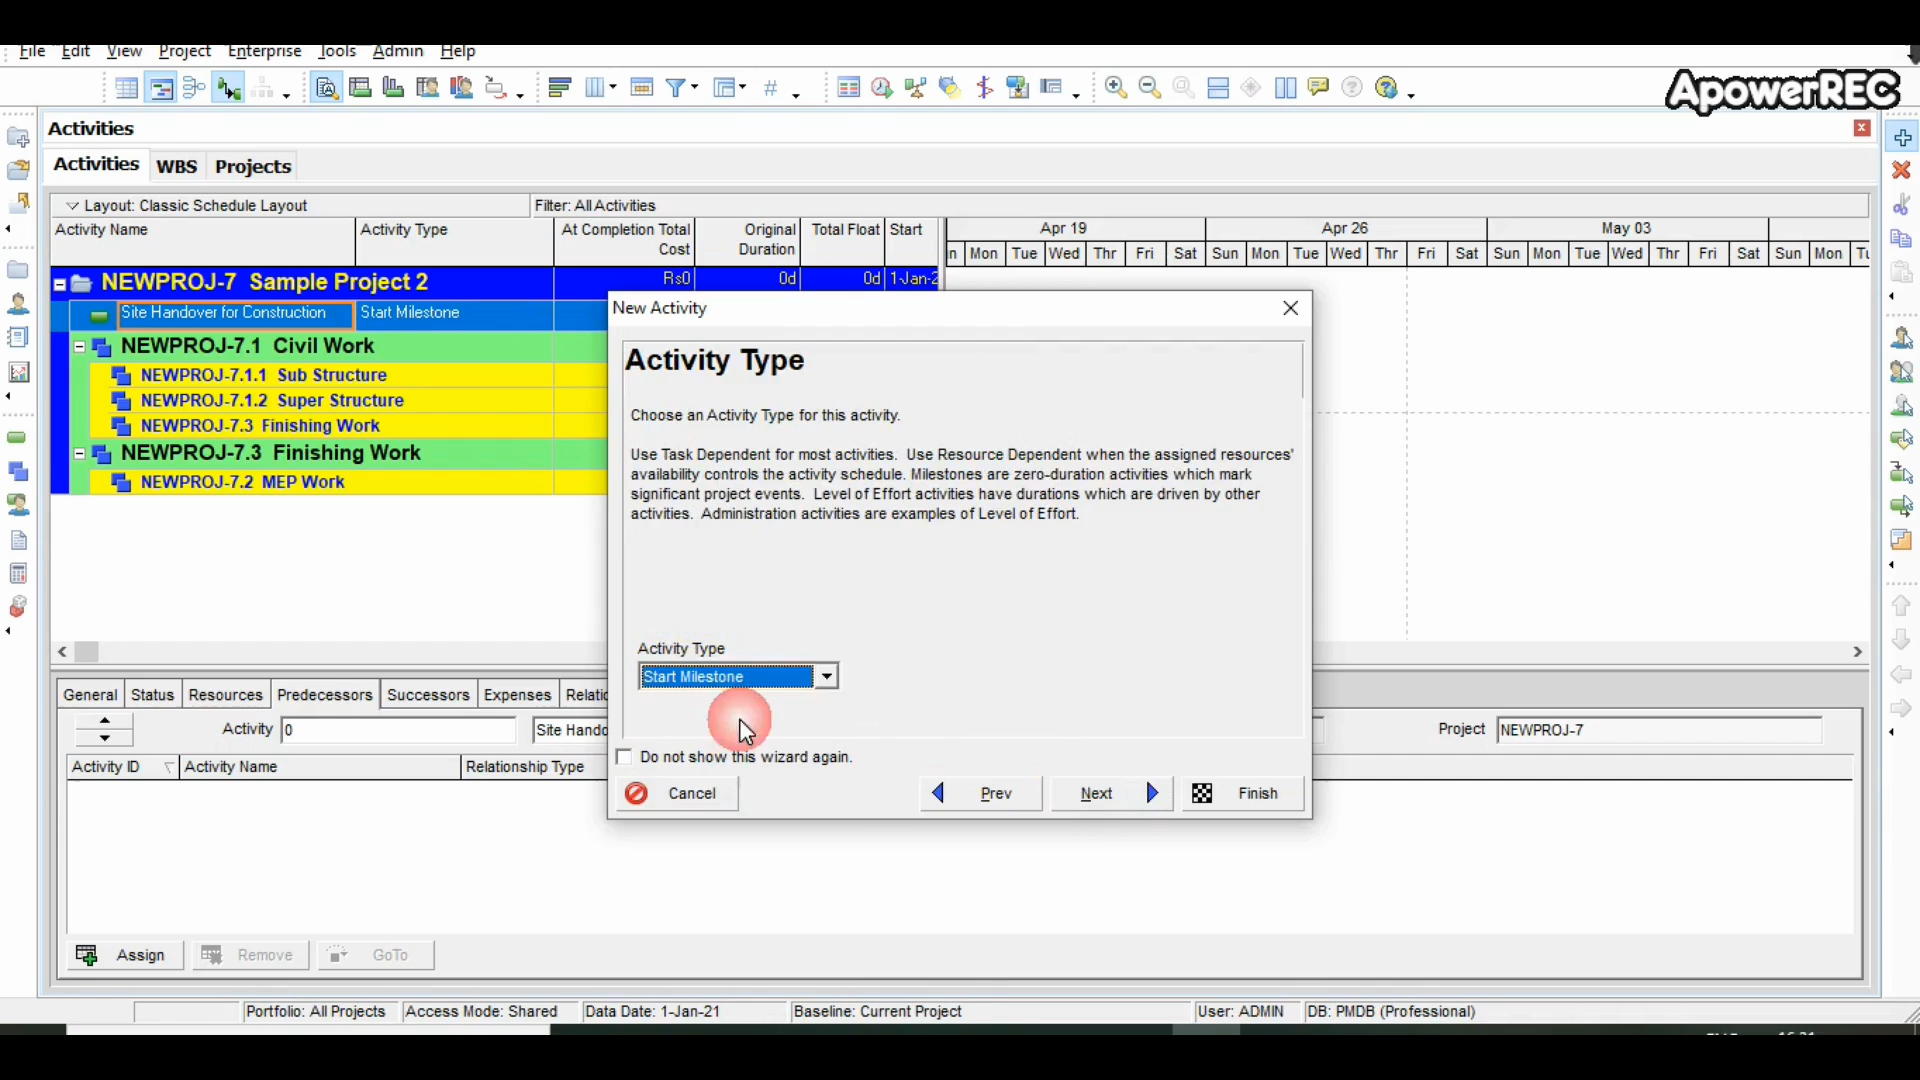 File Edit View Project Enterprise Tools Admin Help
ApowerREC
Activities
Activities WBS Projects
Layout: Classic Schedule Layout Filter: All Activities
Activity Name Activity Type At Completion Total Cost Original Duration Total Float Start
Apr 19 Apr 26 May 03
Mon Tue Wed Thr Fri Sat Sun Mon Tue Wed Thr Fri Sat Sun Mon Tue Wed Thr Fri Sat Sun Mon
NEWPROJ-7 Sample Project 2 Rs0 0d 0d 1-Jan-2
Site Handover for Construction Start Milestone
NEWPROJ-7.1 Civil Work
NEWPROJ-7.1.1 Sub Structure
NEWPROJ-7.1.2 Super Structure
NEWPROJ-7.3 Finishing Work
NEWPROJ-7.3 Finishing Work
NEWPROJ-7.2 MEP Work
New Activity
Activity Type
Choose an Activity Type for this activity.
Use Task Dependent for most activities. Use Resource Dependent when the assigned resources'
availability controls the activity schedule. Milestones are zero-duration activities which mark
significant project events. Level of Effort activities have durations which are driven by other
activities. Administration activities are examples of Level of Effort.
Activity Type
Start Milestone
Do not show this wizard again.
Cancel Prev Next Finish
General Status Resources Predecessors Successors Expenses Relatio
Activity 0 Site Hando Project NEWPROJ-7
Activity ID Activity Name Relationship Type
Assign Remove GoTo
Portfolio: All Projects Access Mode: Shared Data Date: 1-Jan-21 Baseline: Current Project User: ADMIN DB: PMDB (Professional)